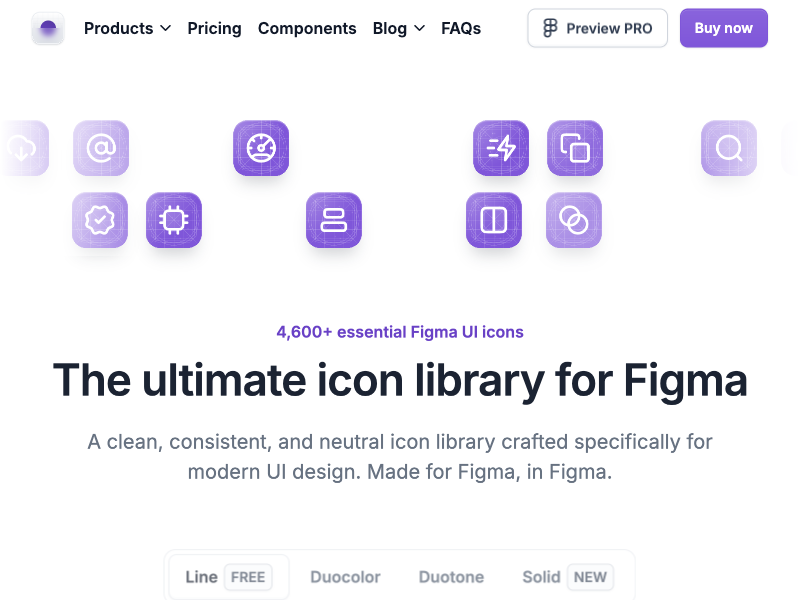 Products Pricing Components Blog FAQs Preview PRO Buy now
4,600+ essential Figma UI icons
The ultimate icon library for Figma
A clean, consistent, and neutral icon library crafted specifically for
modern UI design. Made for Figma, in Figma.
Line FREE Duocolor Duotone Solid NEW